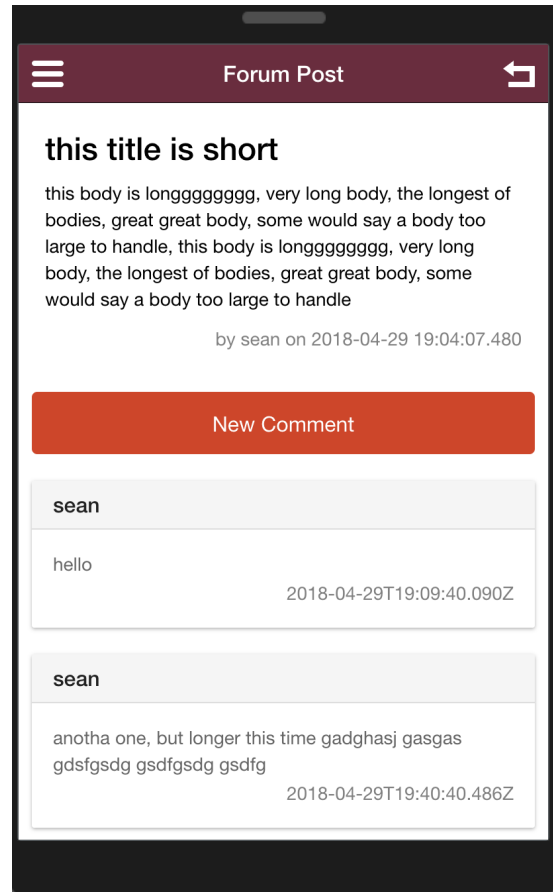 Forum Post
this title is short
this body is longgggggggg, very long body, the longest of
bodies, great great body, some would say a body too
large to handle, this body is longgggggggg, very long
body, the longest of bodies, great great body, some
would say a body too large to handle
by sean on 2018-04-29 19:04:07.480
New Comment
sean
hello
2018-04-29T19:09:40.090Z
sean
anotha one, but longer this time gadghasj gasgas
gdsfgsdg gsdfgsdg gsdfg
2018-04-29T19:40:40.486Z